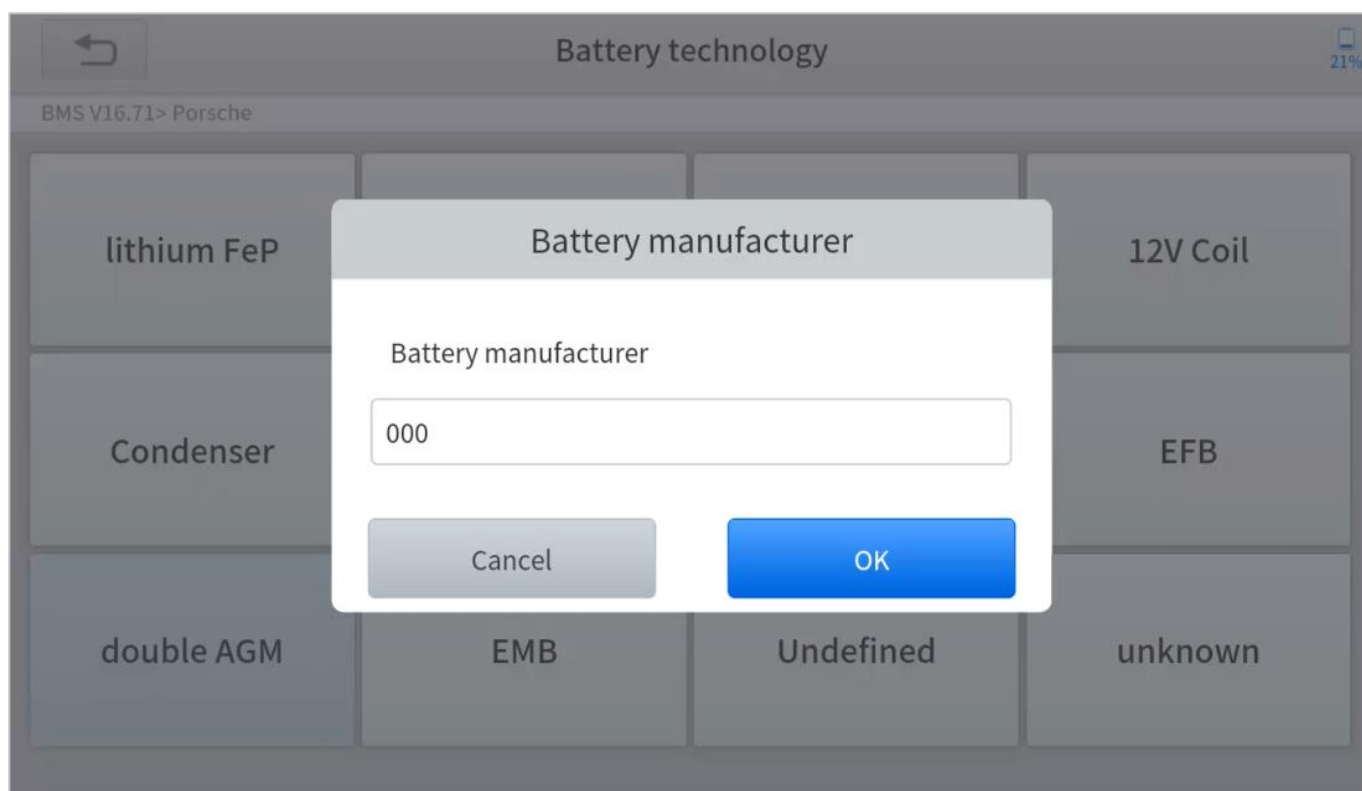 Battery technology
21%
BMS V16.71> Porsche
lithium FeP
12V Coil
Battery manufacturer
Battery manufacturer
000
Condenser
EFB
Cancel
OK
double AGM
EMB
Undefined
unknown